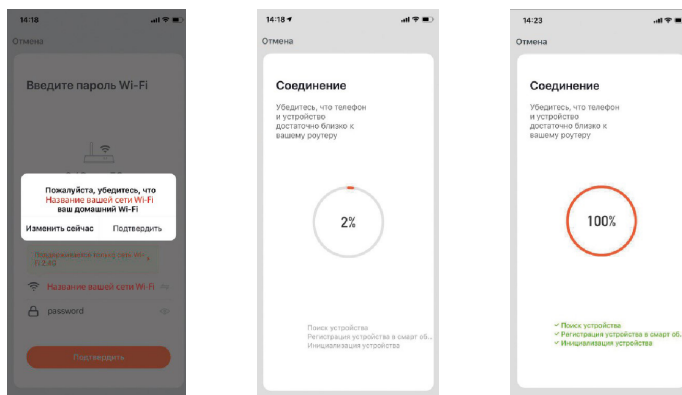 14:18
Отмена
Введите пароль Wi-Fi
Пожалуйста, убедитесь, что
Название вашей сети Wi-Fi
ваш домашний Wi-Fi
Изменить сейчас Подтвердить
Название вашей сети Wi-Fi
password
Подтвердить
14:18
Отмена
Соединение
Убедитесь, что телефон
и устройство
достаточно близко к
вашему роутеру
2%
Поиск устройства
Регистрация устройства в смарт об...
Инициализация устройства
14:23
Отмена
Соединение
Убедитесь, что телефон
и устройство
достаточно близко к
вашему роутеру
100%
Поиск устройства
Регистрация устройства в смарт об...
Инициализация устройства